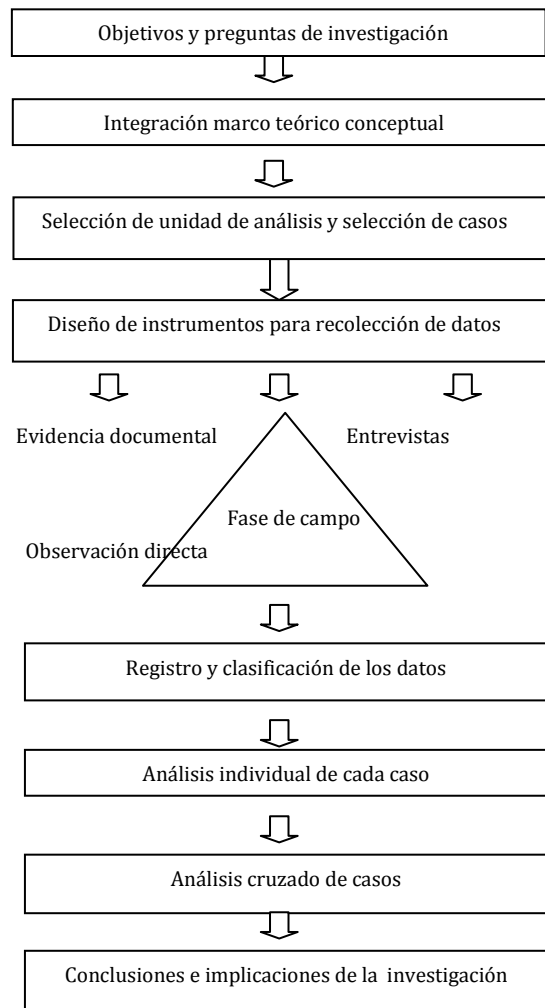 Objetivos y preguntas de investigación
Integración marco teórico conceptual
Selección de unidad de análisis y selección de casos
Diseño de instrumentos para recolección de datos
Evidencia documental
Entrevistas
Fase de campo
Observación directa
Registro y clasificación de los datos
Análisis individual de cada caso
Análisis cruzado de casos
Conclusiones e implicaciones de la investigación